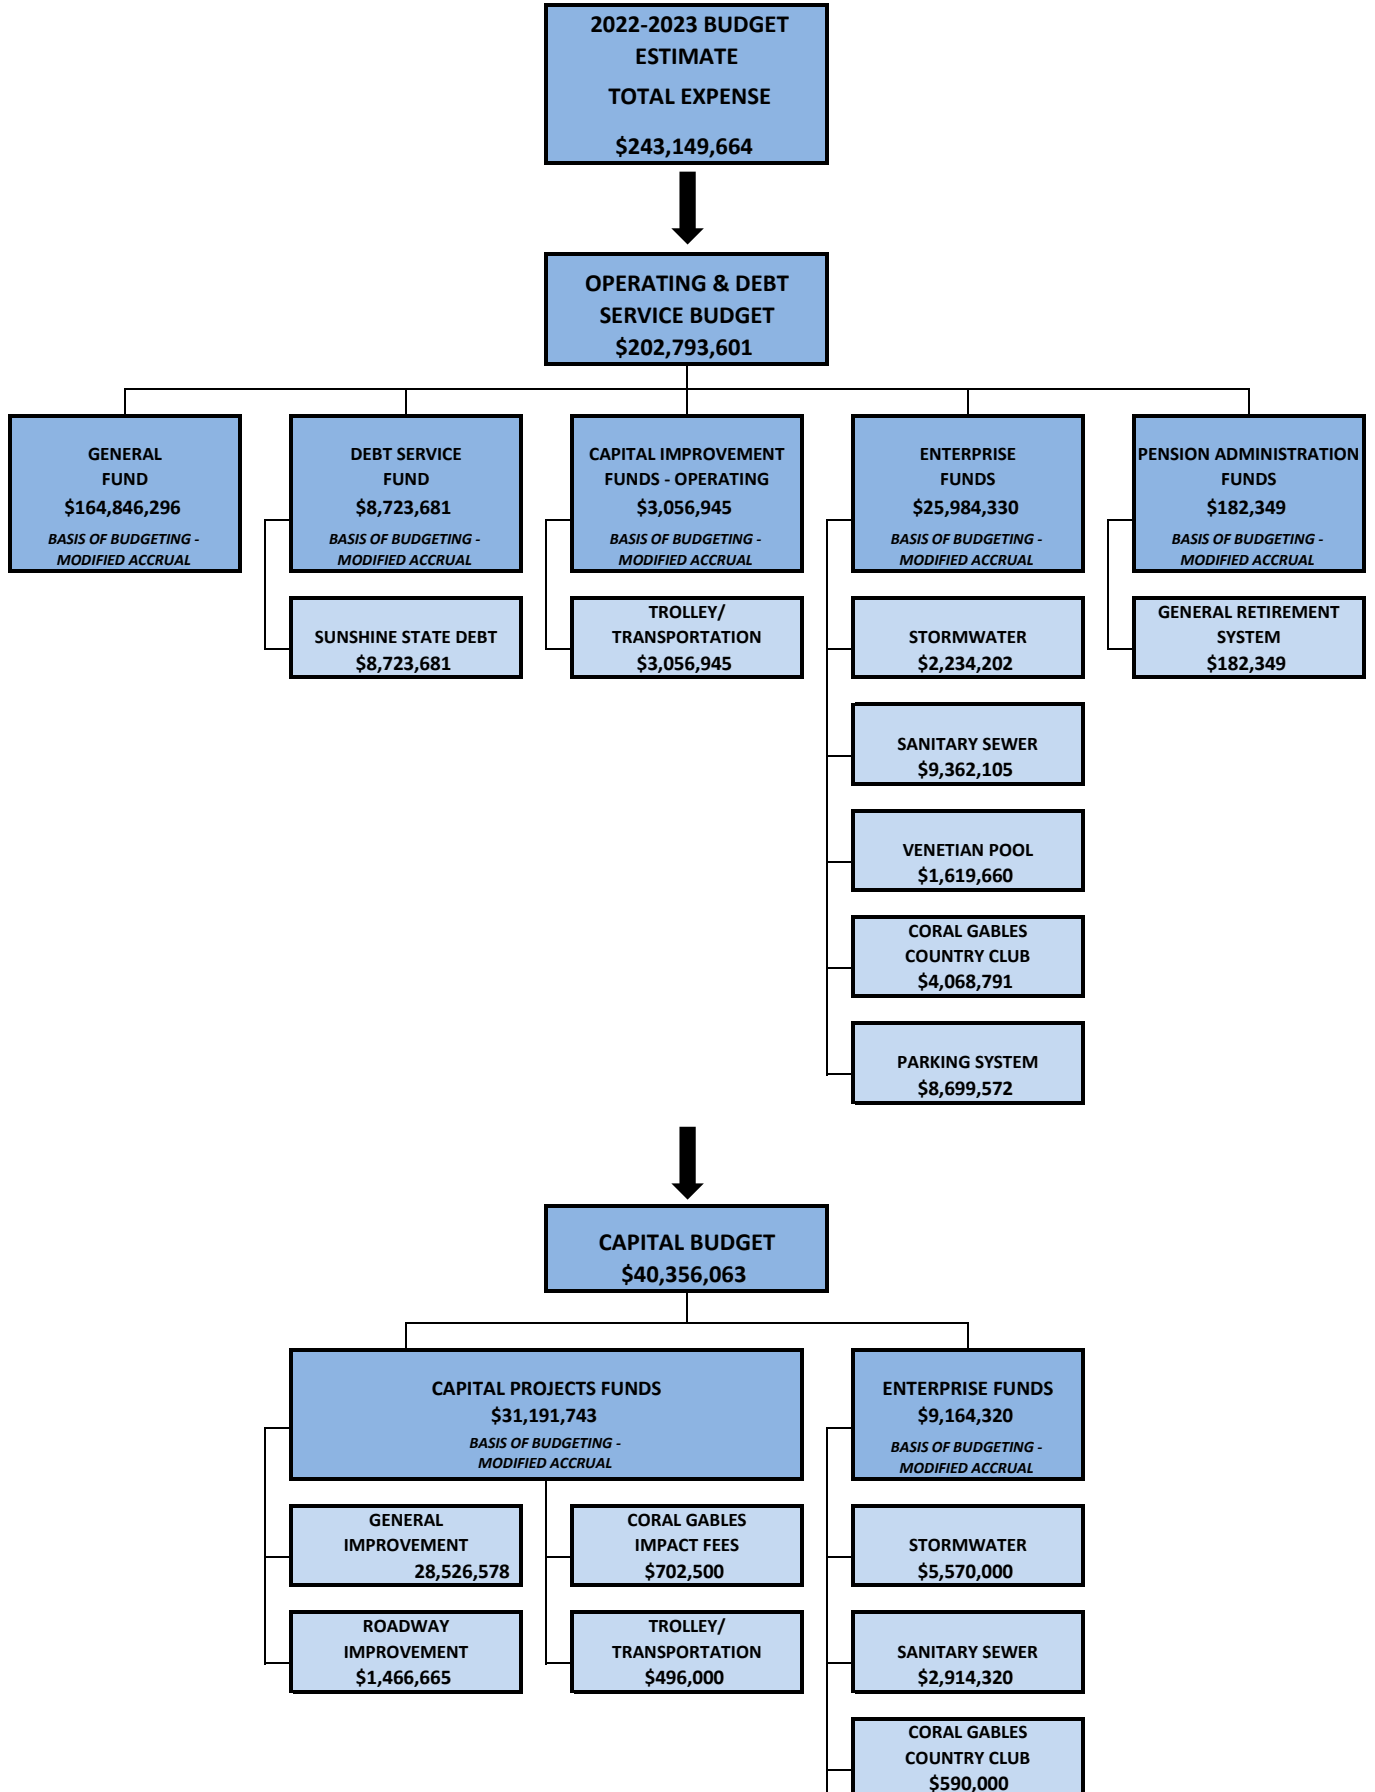 2022-2023 BUDGET
ESTIMATE
TOTAL EXPENSE
$243,149,664
OPERATING & DEBT
SERVICE BUDGET
$202,793,601
GENERAL
FUND
$164,846,296
BASIS OF BUDGETING -
MODIFIED ACCRUAL
DEBT SERVICE
FUND
$8,723,681
BASIS OF BUDGETING -
MODIFIED ACCRUAL
SUNSHINE STATE DEBT
$8,723,681
CAPITAL IMPROVEMENT
FUNDS - OPERATING
$3,056,945
BASIS OF BUDGETING -
MODIFIED ACCRUAL
TROLLEY/
TRANSPORTATION
$3,056,945
ENTERPRISE
FUNDS
$25,984,330
BASIS OF BUDGETING -
MODIFIED ACCRUAL
STORMWATER
$2,234,202
SANITARY SEWER
$9,362,105
VENETIAN POOL
$1,619,660
CORAL GABLES
COUNTRY CLUB
$4,068,791
PARKING SYSTEM
$8,699,572
PENSION ADMINISTRATION
FUNDS
$182,349
BASIS OF BUDGETING -
MODIFIED ACCRUAL
GENERAL RETIREMENT
SYSTEM
$182,349
CAPITAL BUDGET
$40,356,063
CAPITAL PROJECTS FUNDS
$31,191,743
BASIS OF BUDGETING -
MODIFIED ACCRUAL
GENERAL
IMPROVEMENT
28,526,578
ROADWAY
IMPROVEMENT
$1,466,665
CORAL GABLES
IMPACT FEES
$702,500
TROLLEY/
TRANSPORTATION
$496,000
ENTERPRISE FUNDS
$9,164,320
BASIS OF BUDGETING -
MODIFIED ACCRUAL
STORMWATER
$5,570,000
SANITARY SEWER
$2,914,320
CORAL GABLES
COUNTRY CLUB
$590,000